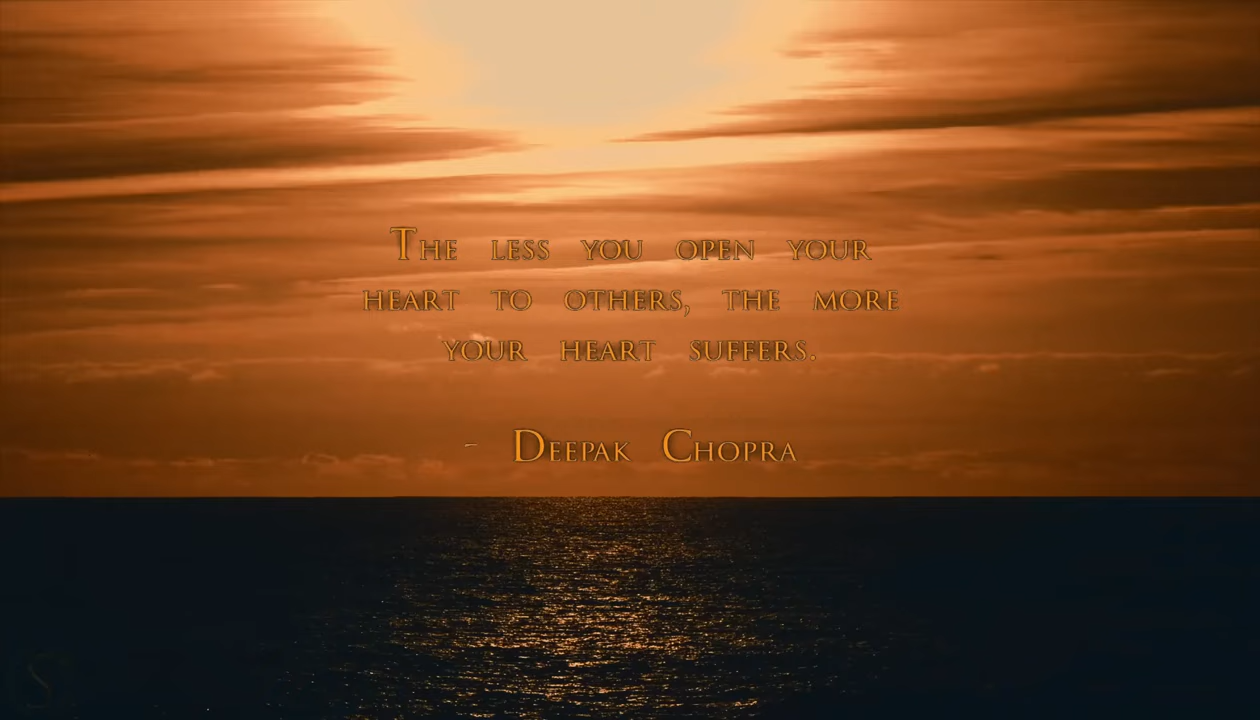 The less you open your
heart to others, the more
your heart suffers.
- Deepak Chopra